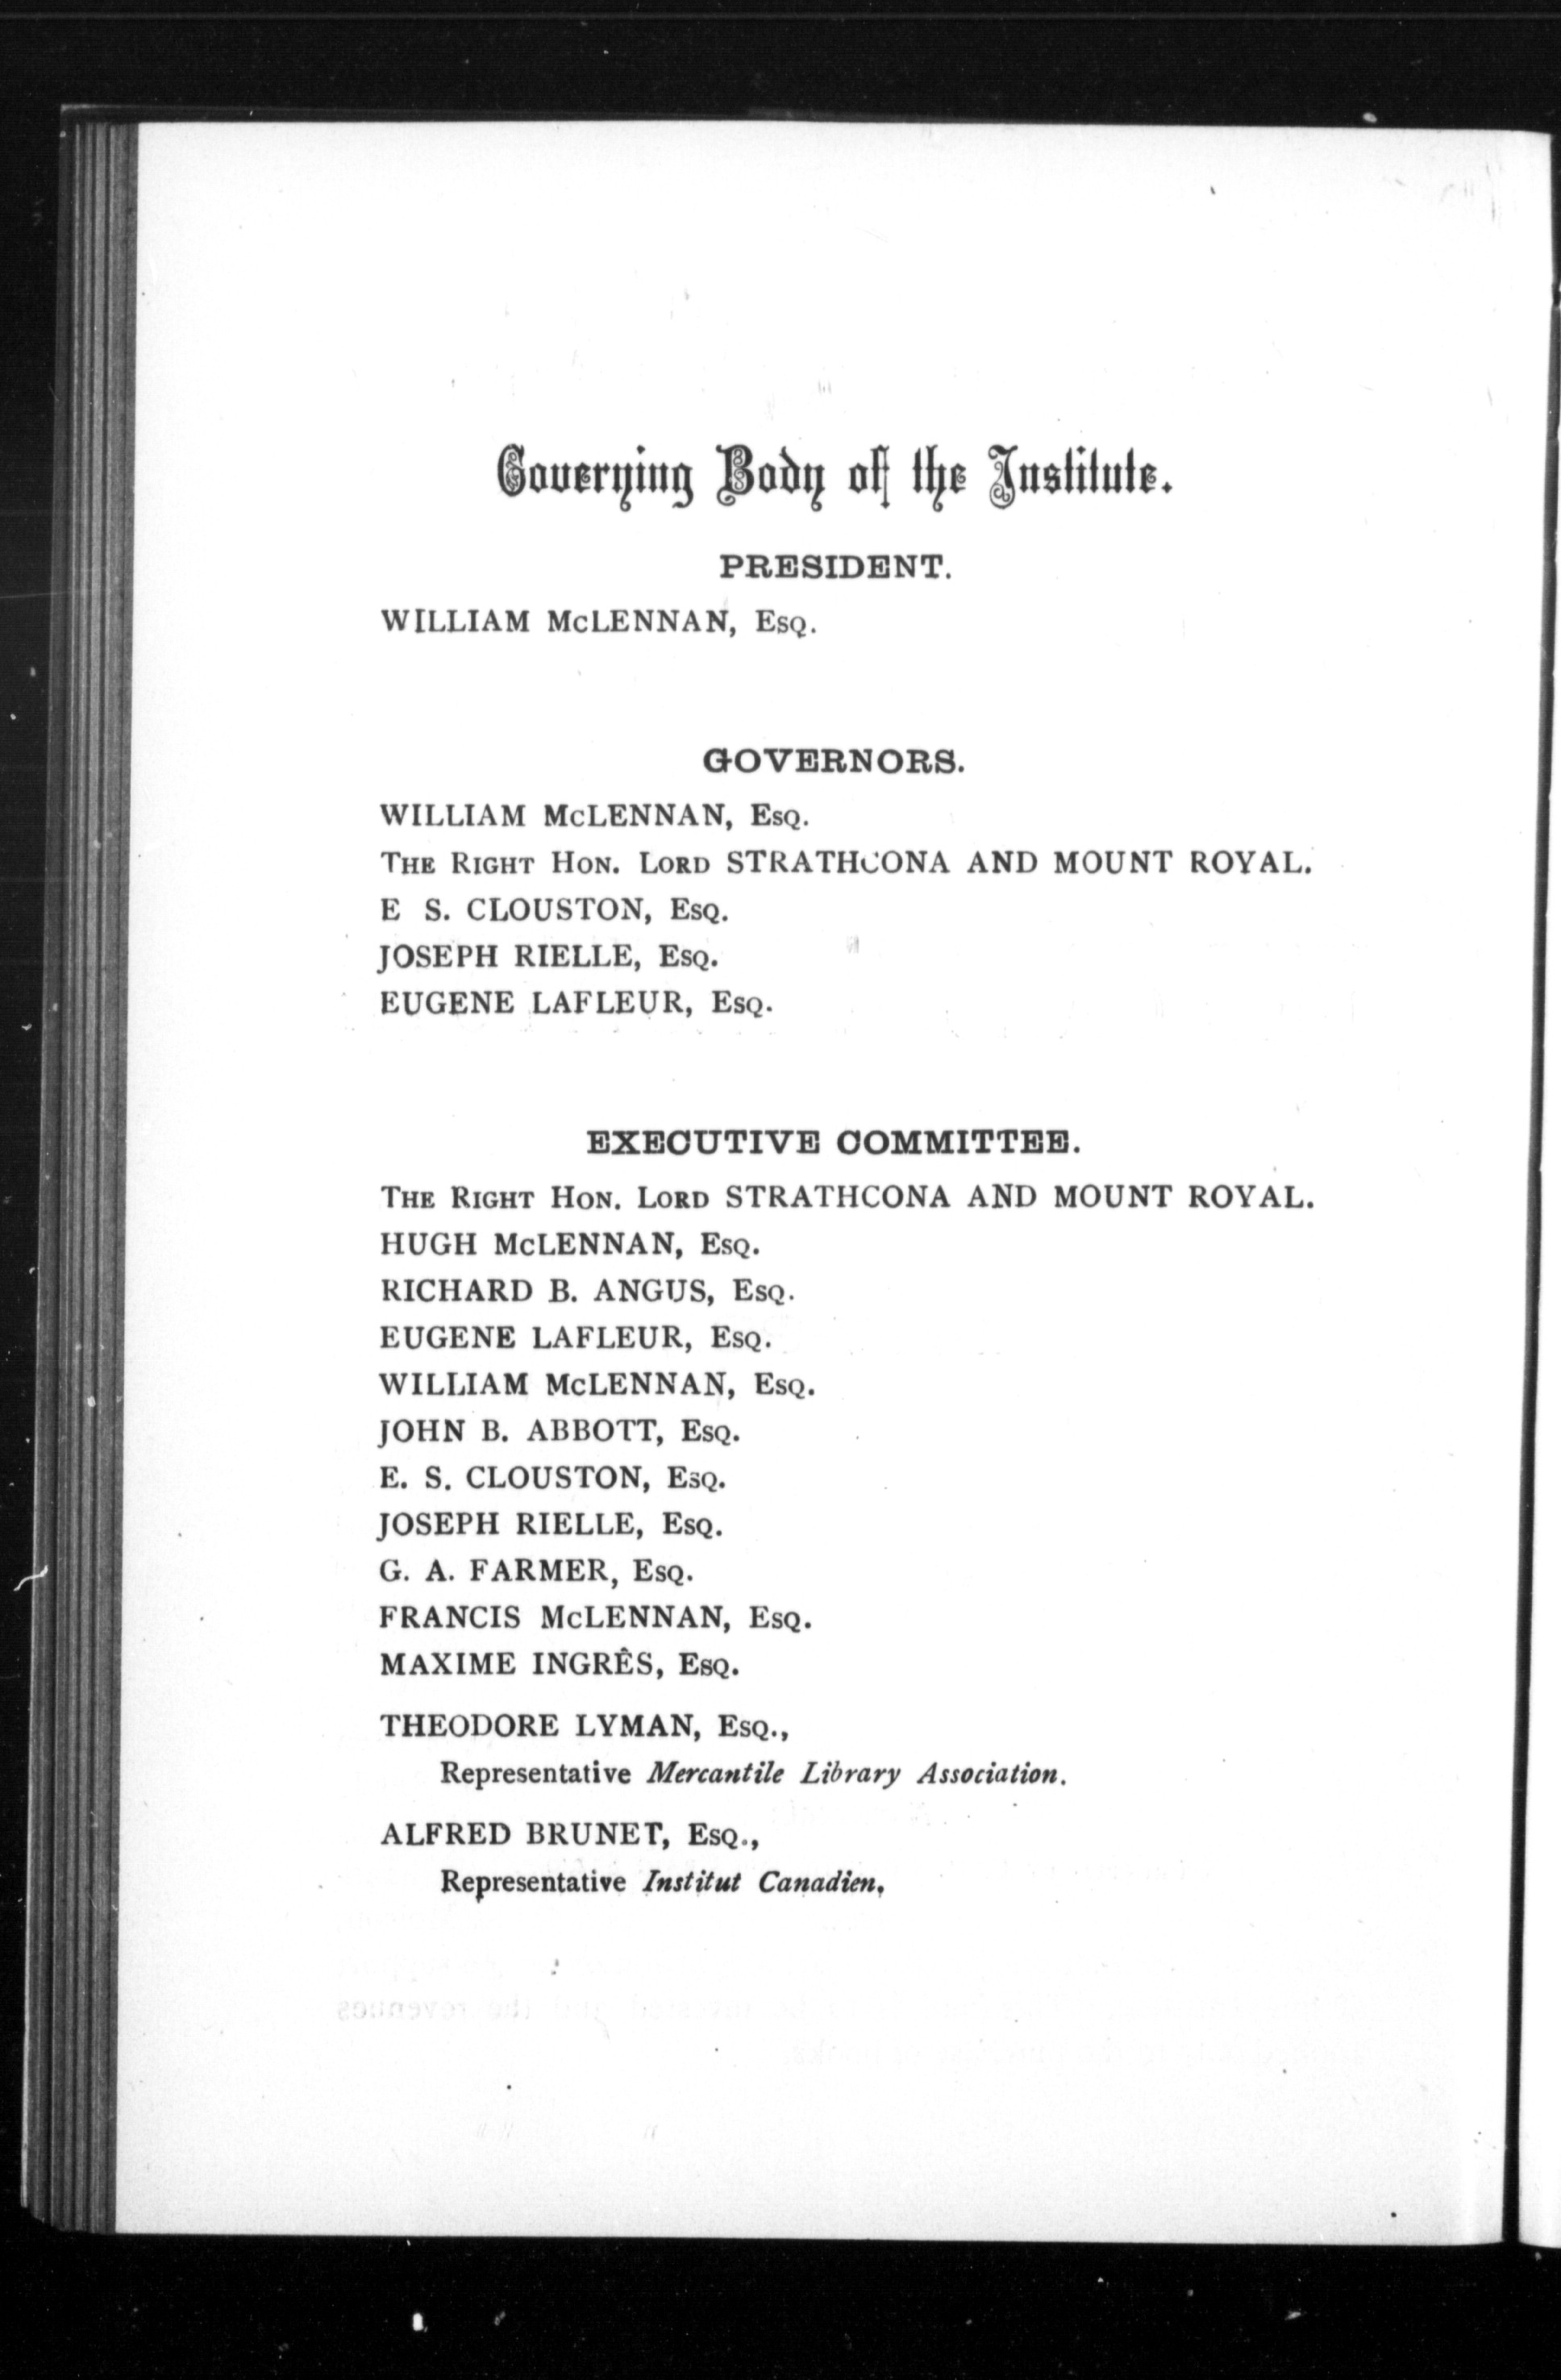 Governing Body of the Institute.
PRESIDENT.
WILLIAM McLENNAN, Esq.
GOVERNORS.
WILLIAM McLENNAN, Esq.
The Right Hon. Lord STRATHCONA AND MOUNT ROYAL.
E S. CLOUSTON, Esq.
JOSEPH RIELLE, Esq.
EUGENE LAFLEUR, Esq.
EXECUTIVE COMMITTEE.
The Right Hon. Lord STRATHCONA AND MOUNT ROYAL.
HUGH McLENNAN, Esq.
RICHARD B. ANGUS, Esq.
EUGENE LAFLEUR, Esq.
WILLIAM McLENNAN, Esq.
JOHN B. ABBOTT, Esq.
E. S. CLOUSTON, Esq.
JOSEPH RIELLE, Esq.
G. A. FARMER, Esq.
FRANCIS McLENNAN, Esq.
MAXIME INGRÊS, Esq.
THEODORE LYMAN, Esq.,
Representative Mercantile Library Association.
ALFRED BRUNET, Esq.,
Representative Institut Canadien.